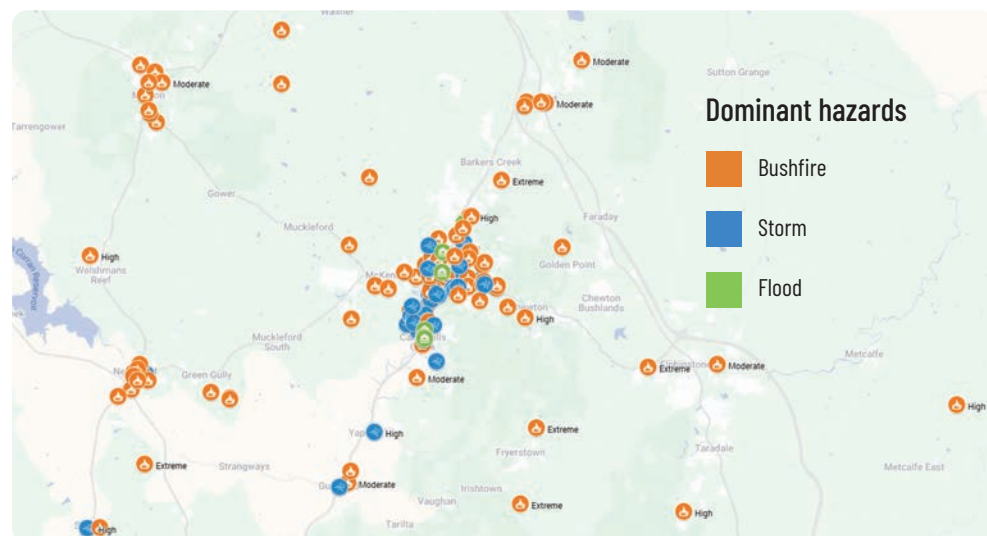 Moderate
Moderate
Sutton Grange
Dominant hazards
Moderate
Tarrengower
Bushfire
Barkers Creek
Extreme
Gower
High
Faraday
Storm
Muckleford
High
Golden Point
Welshmans
Reef
Flood
Chewton
Bushlands
High
Muckleford
South
Metcalfe
Extreme
Moderate
Green Gully
Moderate
High
High
Extreme
Taradale
Fryerstown
Extreme
Strangways
Metcalfe East
Moderate
Irishtown
Vaughan
Extreme
High
Tarilta
High